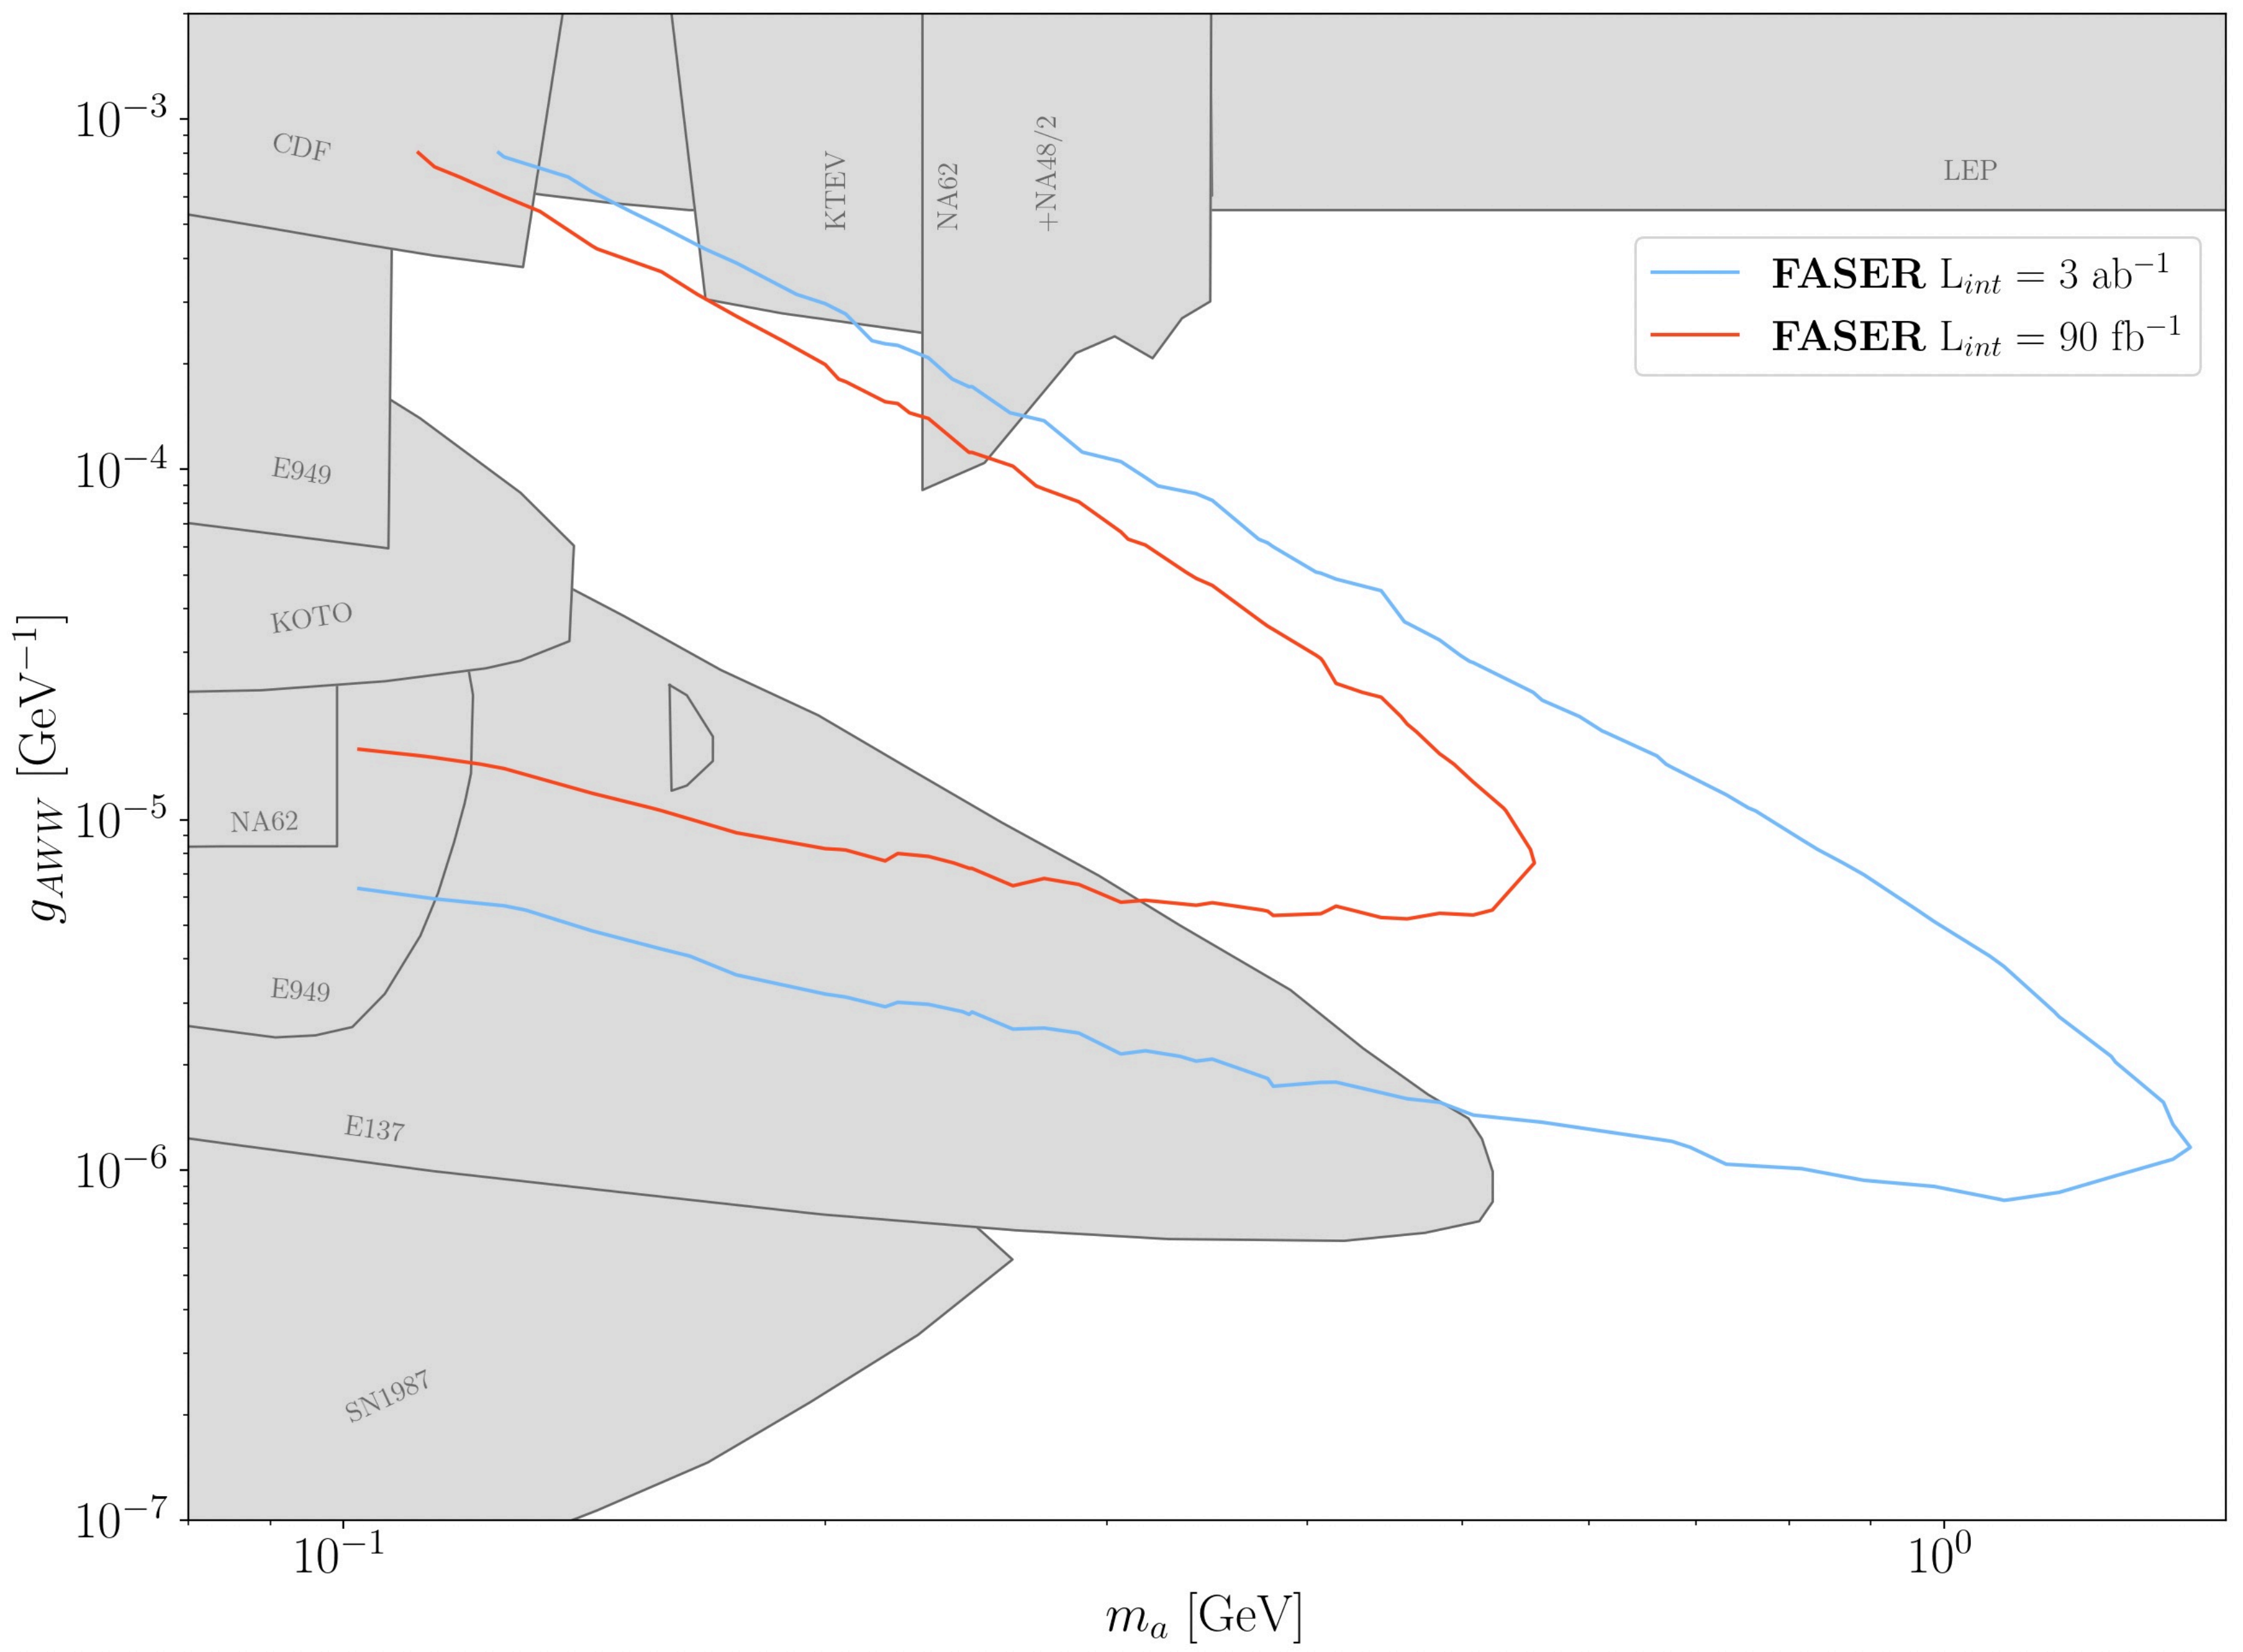 10⁻³
CDF
KTEV
NA62
+NA48/2
LEP
FASER L_int = 3 ab⁻¹
FASER L_int = 90 fb⁻¹
10⁻⁴
E949
KOTO
g_AWW [GeV⁻¹]
10⁻⁵
NA62
E949
E137
10⁻⁶
SN1987
10⁻⁷
10⁻¹
10⁰
m_a [GeV]